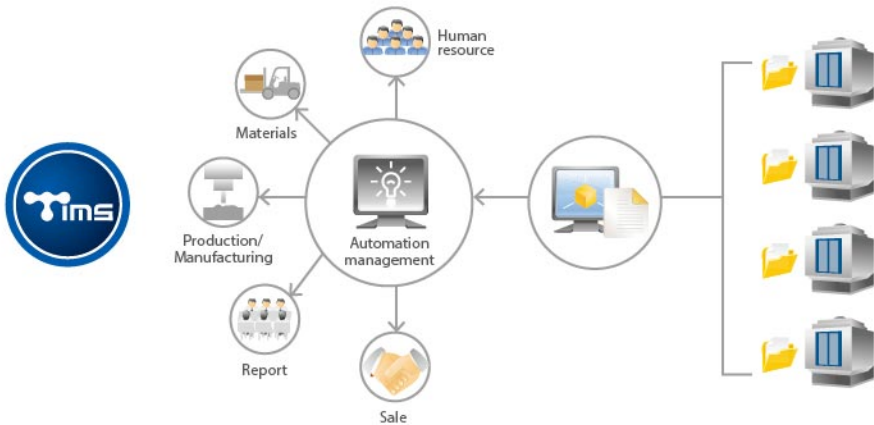 Human
resource
Materials
Tims
Production/
Manufacturing
Automation
management
Report
Sale